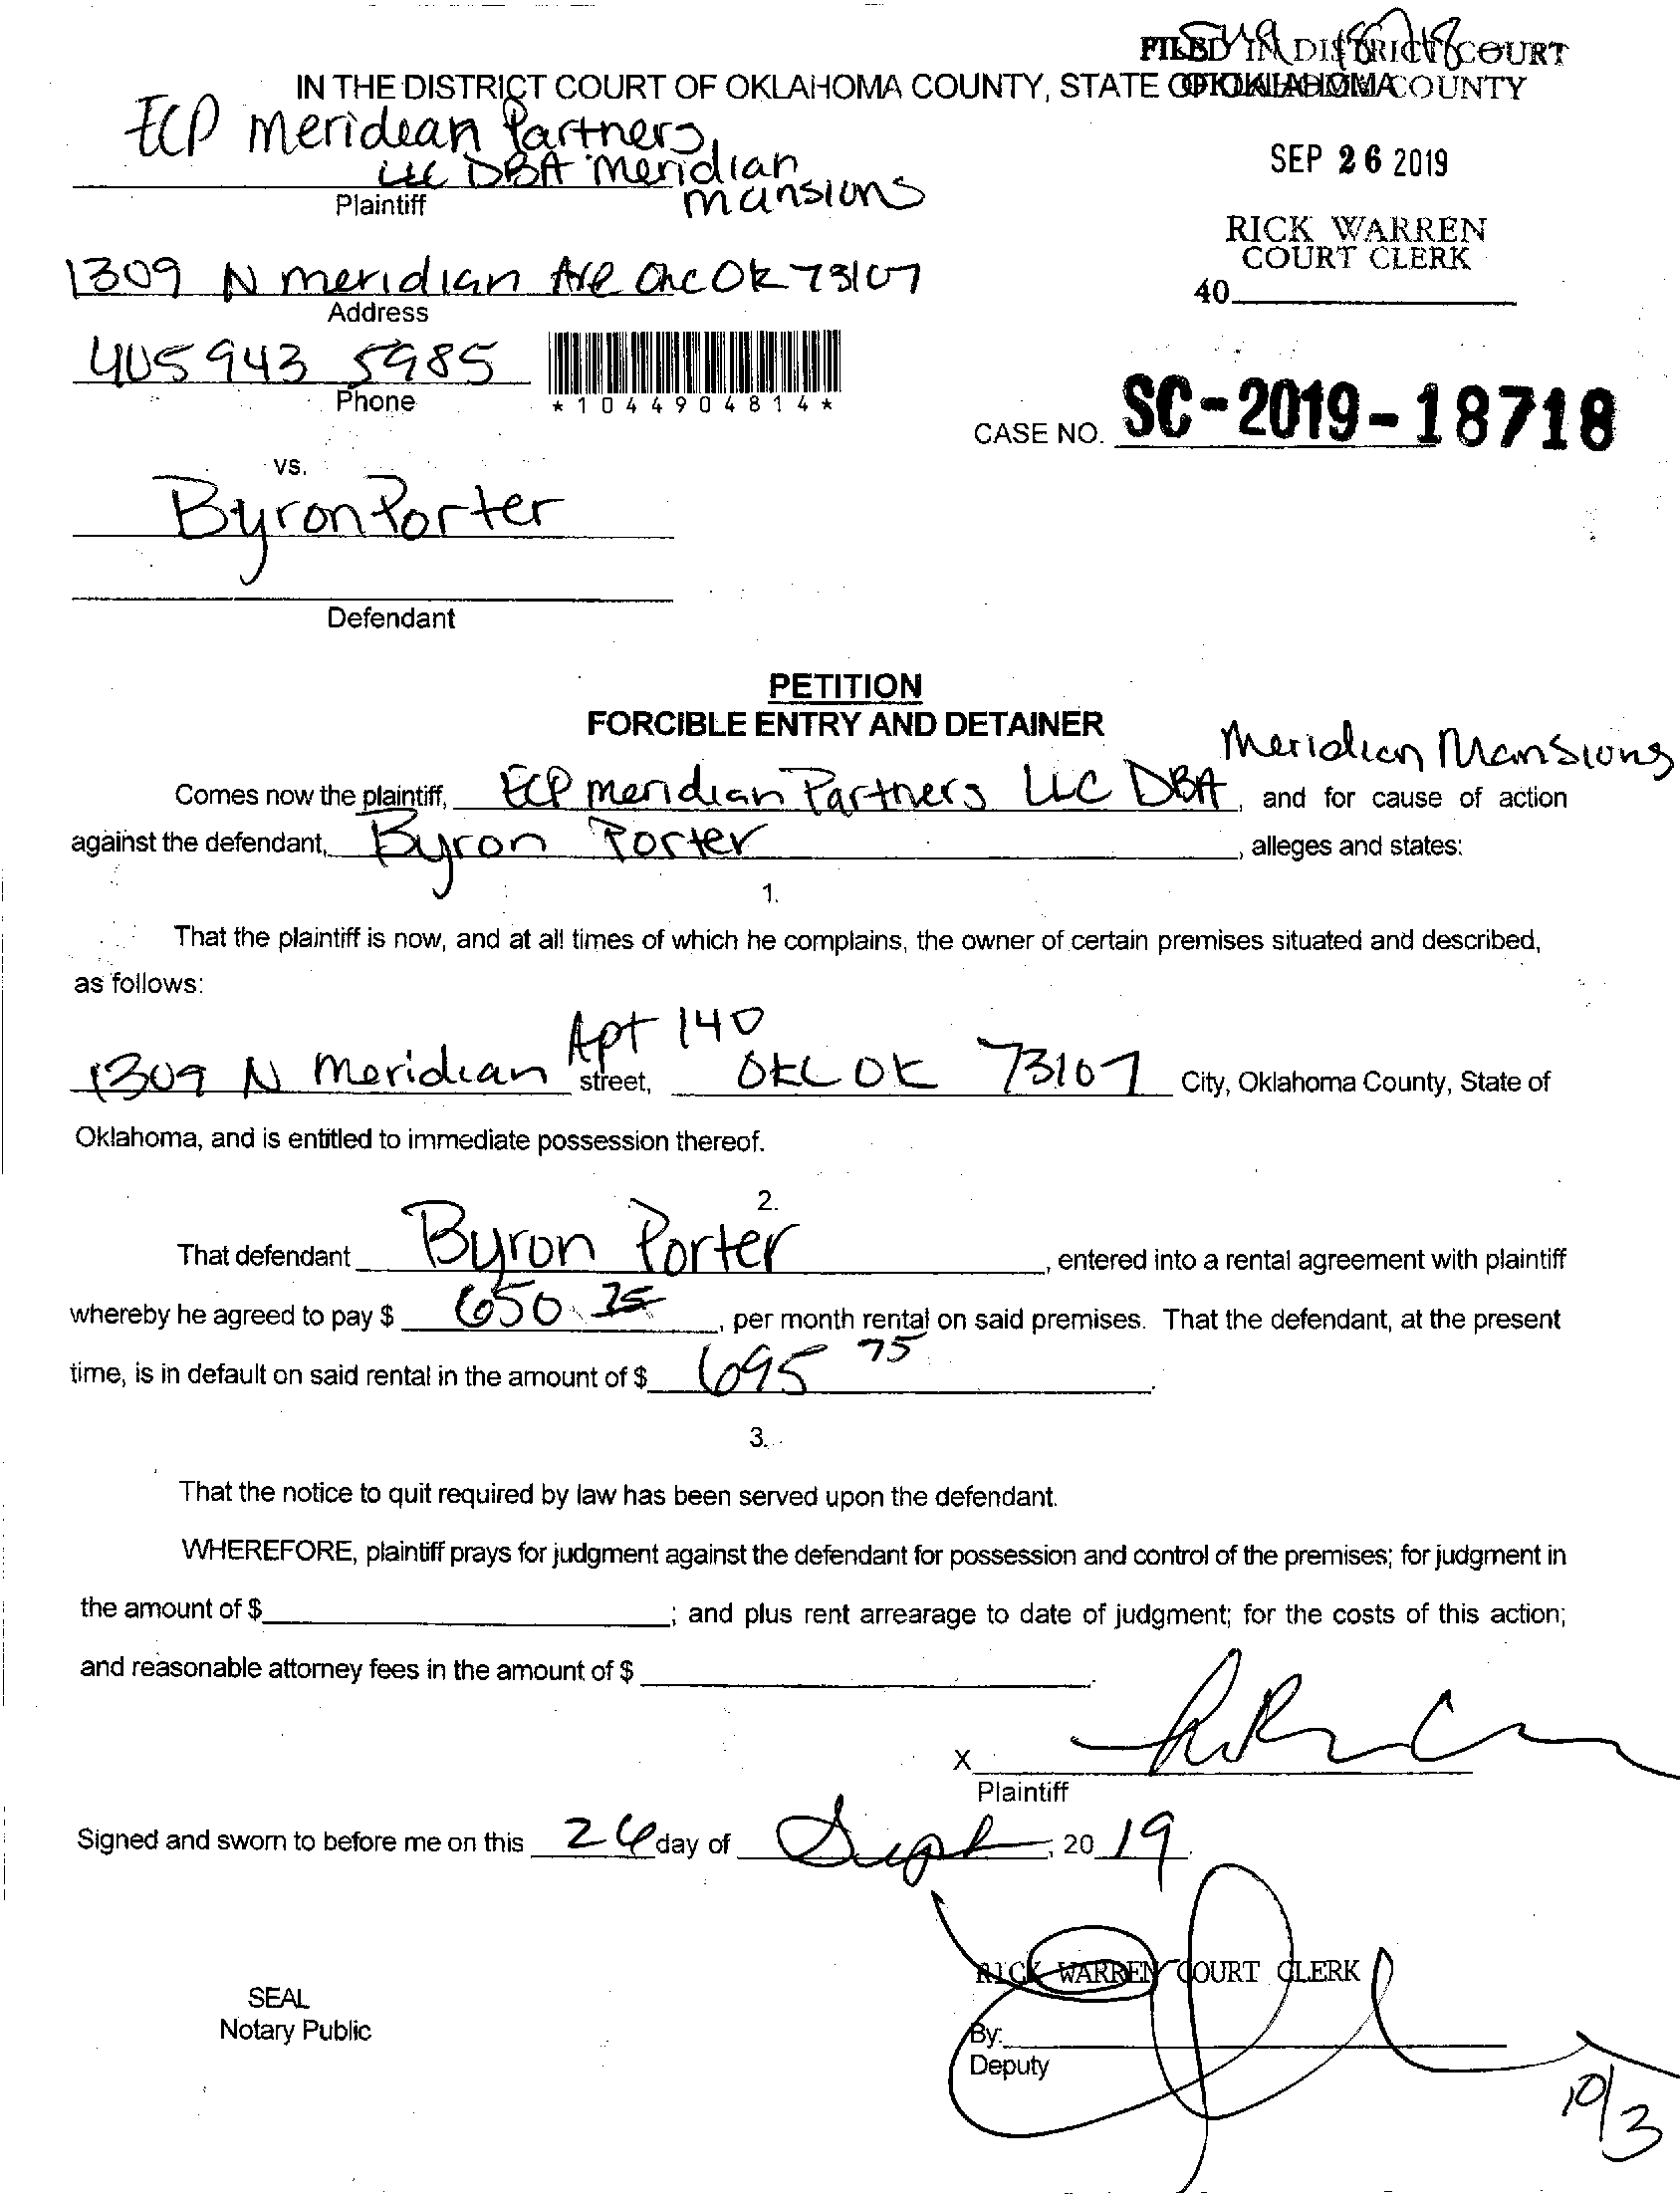 FILED IN DISTRICT COURT
IN THE DISTRICT COURT OF OKLAHOMA COUNTY, STATE OF OKLAHOMA
OKLAHOMA COUNTY
ECP Meridean Partners
LLC DBA Meridian
Mansions
Plaintiff
SEP 26 2019
RICK WARREN
COURT CLERK
40
1309 N Meridian Ave OKC OK 73107
Address
405 943 5985
Phone
*1044904814*
CASE NO. SC-2019-18718
vs.
Byron Porter
Defendant
PETITION
FORCIBLE ENTRY AND DETAINER
Meridian Mansions
Comes now the plaintiff, ECP Meridian Partners LLC DBA, and for cause of action
against the defendant, Byron Porter, alleges and states:
1.
That the plaintiff is now, and at all times of which he complains, the owner of certain premises situated and described,
as follows:
Apt 140
1309 N Meridian street, OKC OK 73107 City, Oklahoma County, State of
Oklahoma, and is entitled to immediate possession thereof.
2.
That defendant Byron Porter, entered into a rental agreement with plaintiff
whereby he agreed to pay $ 650.75, per month rental on said premises. That the defendant, at the present
time, is in default on said rental in the amount of $ 695 75.
3.
That the notice to quit required by law has been served upon the defendant.
WHEREFORE, plaintiff prays for judgment against the defendant for possession and control of the premises; for judgment in
the amount of $; and plus rent arrearage to date of judgment; for the costs of this action;
and reasonable attorney fees in the amount of $.
X
Plaintiff
Signed and sworn to before me on this 26 day of Sept, 20 19.
RICK WARREN COURT CLERK
SEAL
Notary Public
By:
Deputy
10/3